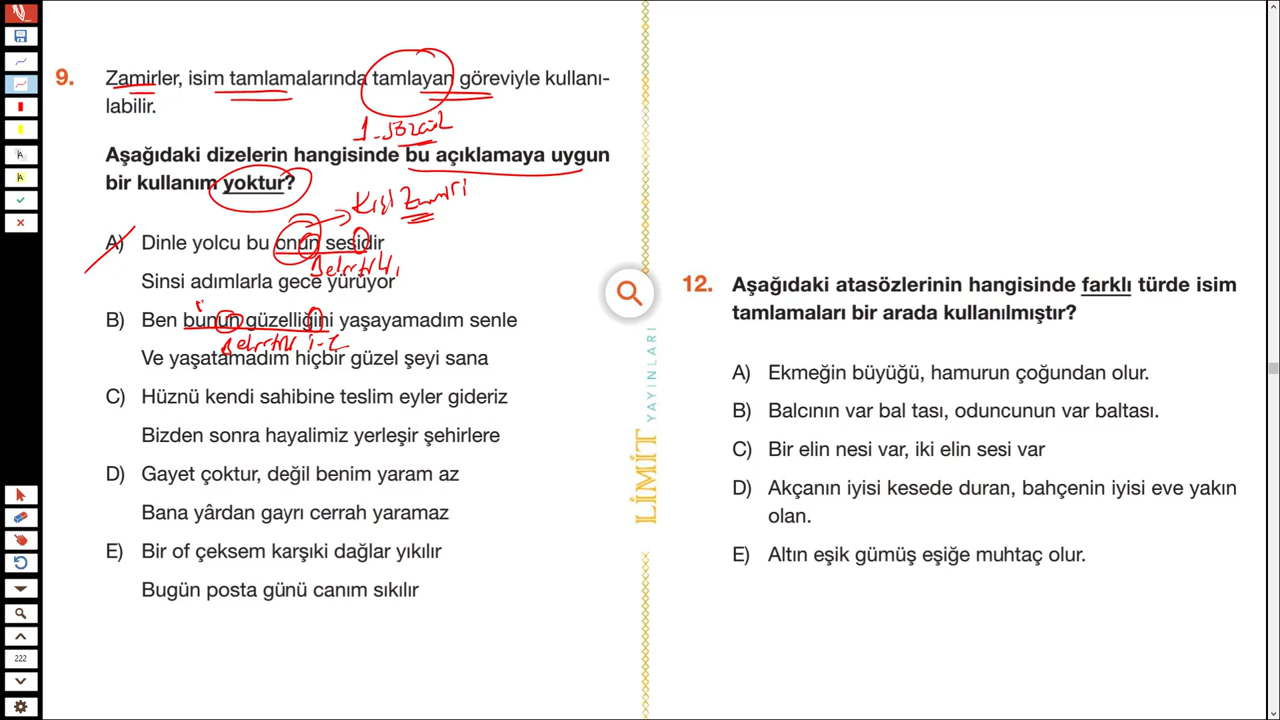 9. Zamirler, isim tamlamalarında tamlayan göreviyle kullanı-
labilir.
1. sözcük
Aşağıdaki dizelerin hangisinde bu açıklamaya uygun
bir kullanım yoktur?
Kişi Zamiri
A) Dinle yolcu bu onun sesidir
Belirtili
Sinsi adımlarla gece yürüyor
B) Ben bunun güzelliğini yaşayamadım senle
Belirtili i-t
Ve yaşatamadım hiçbir güzel şeyi sana
C) Hüznü kendi sahibine teslim eyler gideriz
Bizden sonra hayalimiz yerleşir şehirlere
D) Gayet çoktur, değil benim yaram az
Bana yârdan gayrı cerrah yaramaz
E) Bir of çeksem karşıki dağlar yıkılır
Bugün posta günü canım sıkılır
LİMİT YAYINLARI
12. Aşağıdaki atasözlerinin hangisinde farklı türde isim
tamlamaları bir arada kullanılmıştır?
A) Ekmeğin büyüğü, hamurun çoğundan olur.
B) Balcının var bal tası, oduncunun var baltası.
C) Bir elin nesi var, iki elin sesi var
D) Akçanın iyisi kesede duran, bahçenin iyisi eve yakın
olan.
E) Altın eşik gümüş eşiğe muhtaç olur.
222